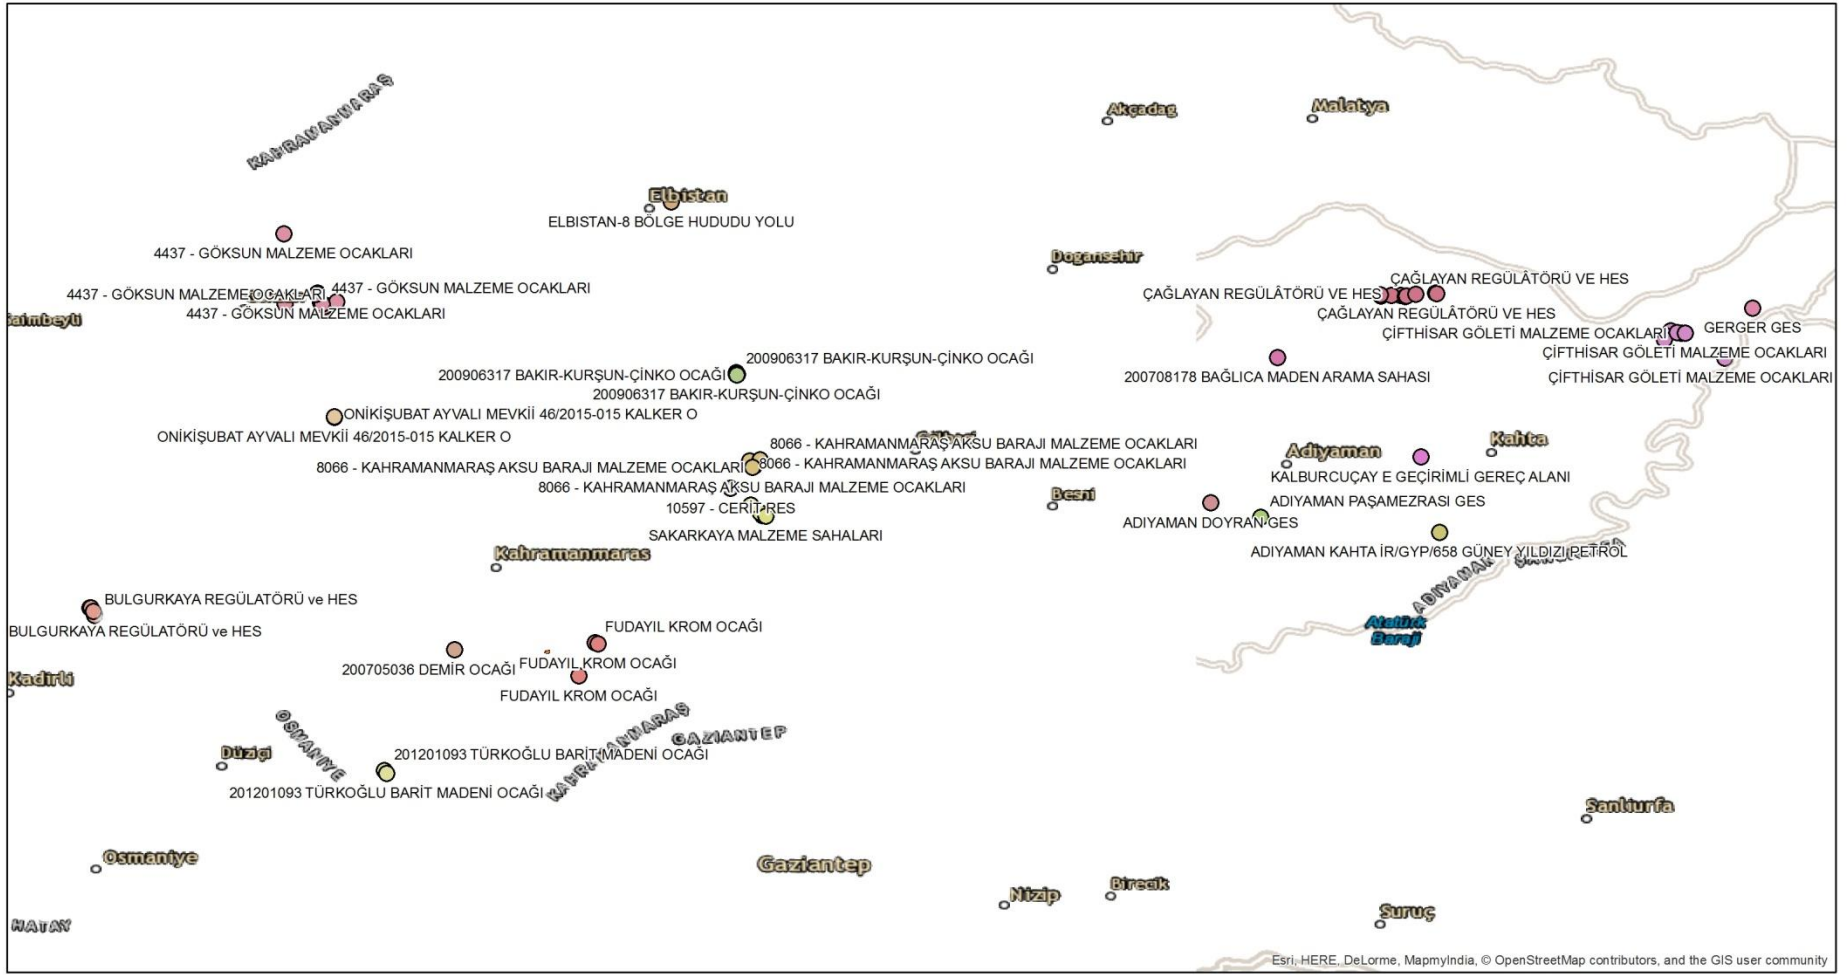 KAHRAMANMARAŞ
Akçadag
Malatya
Elbistan
ELBISTAN-8 BÖLGE HUDUDU YOLU
4437 - GÖKSUN MALZEME OCAKLARI
Dogansehir
ÇAĞLAYAN REGÜLÂTÖRÜ VE HES
ÇAĞLAYAN REGÜLÂTÖRÜ VE HES
ÇAĞLAYAN REGÜLÂTÖRÜ VE HES
4437 - GÖKSUN MALZEME OCAKLARI
4437 - GÖKSUN MALZEME OCAKLARI
4437 - GÖKSUN MALZEME OCAKLARI
Saimbeyli
ÇİFTHİSAR GÖLETİ MALZEME OCAKLARI
GERGER GES
ÇİFTHİSAR GÖLETİ MALZEME OCAKLARI
ÇİFTHİSAR GÖLETİ MALZEME OCAKLARI
200906317 BAKIR-KURŞUN-ÇİNKO OCAĞI
200906317 BAKIR-KURŞUN-ÇİNKO OCAĞI
200906317 BAKIR-KURŞUN-ÇİNKO OCAĞI
200708178 BAĞLICA MADEN ARAMA SAHASI
ONİKİŞUBAT AYVALI MEVKİİ 46/2015-015 KALKER O
ONİKİŞUBAT AYVALI MEVKİİ 46/2015-015 KALKER O
8066 - KAHRAMANMARAŞ AKSU BARAJI MALZEME OCAKLARI
8066 - KAHRAMANMARAŞ AKSU BARAJI MALZEME OCAKLARI
8066 - KAHRAMANMARAŞ AKSU BARAJI MALZEME OCAKLARI
8066 - KAHRAMANMARAŞ AKSU BARAJI MALZEME OCAKLARI
Adiyaman
Kahta
KALBURCUÇAY E GEÇİRİMLİ GEREÇ ALANI
Besni
10597 - CERİT RES
SAKARKAYA MALZEME SAHALARI
ADIYAMAN PAŞAMEZRASI GES
ADIYAMAN DOYRAN GES
ADIYAMAN KAHTA İR/GYP/658 GÜNEY YILDIZI PETROL
Kahramanmaras
ADIYAMAN
Atatürk
Baraji
BULGURKAYA REGÜLATÖRÜ ve HES
BULGURKAYA REGÜLATÖRÜ ve HES
FUDAYIL KROM OCAĞI
FUDAYIL KROM OCAĞI
FUDAYIL KROM OCAĞI
200705036 DEMİR OCAĞI
Kadirli
OSMANIYE
KAHRAMANMARAŞ
GAZIANTEP
Düziçi
201201093 TÜRKOĞLU BARİT MADENİ OCAĞI
201201093 TÜRKOĞLU BARİT MADENİ OCAĞI
Sanliurfa
Osmaniye
Gaziantep
Nizip
Birecik
Suruç
HATAY
Esri, HERE, DeLorme, MapmyIndia, © OpenStreetMap contributors, and the GIS user community